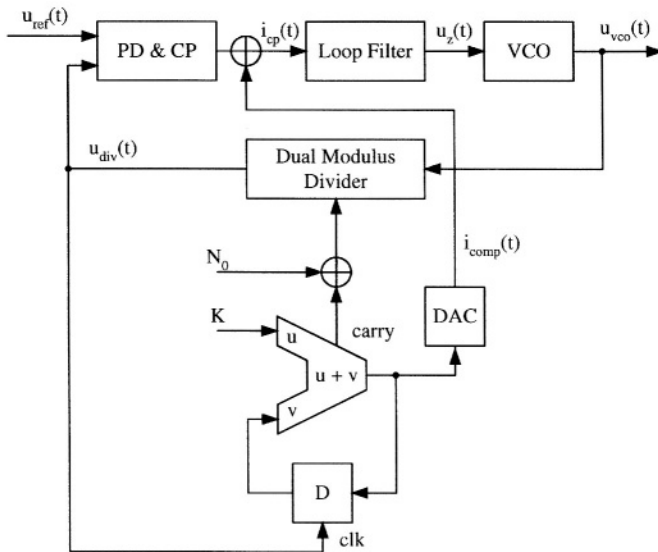 u_ref(t)
PD & CP
i_cp(t)
Loop Filter
u_z(t)
VCO
u_vco(t)
u_div(t)
Dual Modulus
Divider
i_comp(t)
N_0
K
u
carry
DAC
u + v
v
D
clk